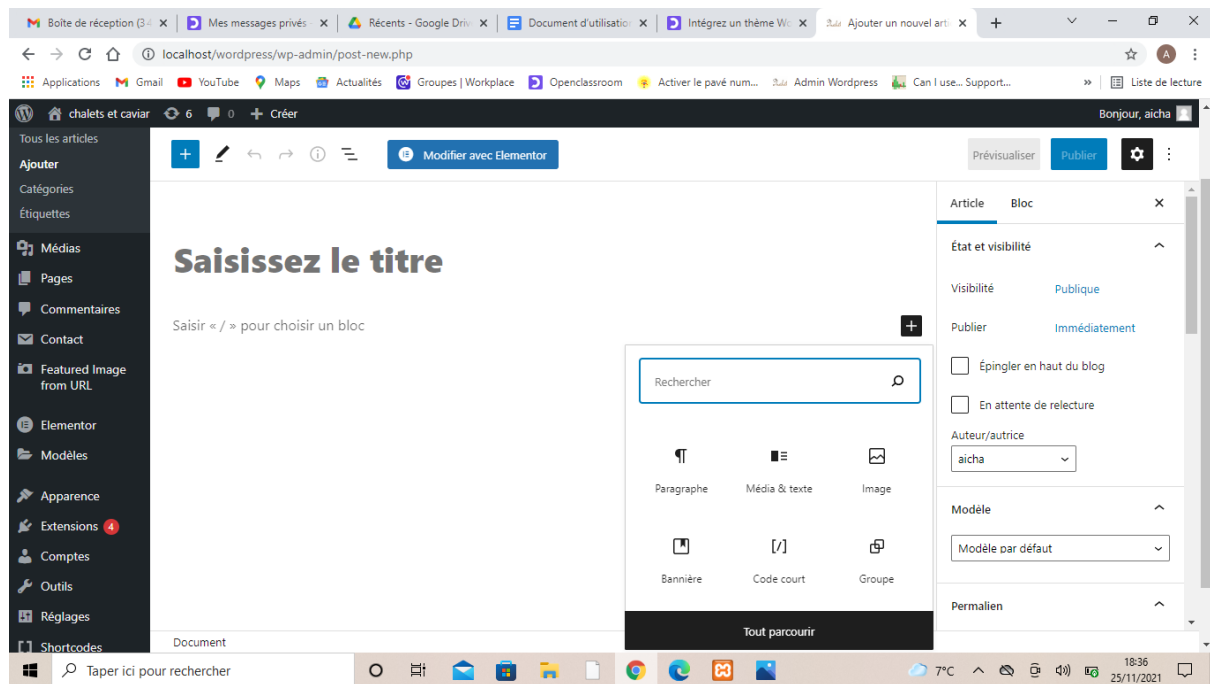 Boîte de réception (34
Mes messages privés -
Récents - Google Driv
Document d'utilisation
Intégrez un thème Wo
Ajouter un nouvel arti
localhost/wordpress/wp-admin/post-new.php
A
Applications
Gmail
YouTube
Maps
Actualités
Groupes | Workplace
Openclassroom
Activer le pavé num...
Admin Wordpress
Can I use... Support...
»
Liste de lecture
chalets et caviar
6
0
Créer
Bonjour, aicha
Tous les articles
Ajouter
Catégories
Étiquettes
Médias
Pages
Commentaires
Contact
Featured Image
from URL
Elementor
Modèles
Apparence
Extensions 4
Comptes
Outils
Réglages
Shortcodes
Modifier avec Elementor
Prévisualiser
Publier
Saisissez le titre
Saisir « / » pour choisir un bloc
Rechercher
Paragraphe
Média & texte
Image
Bannière
Code court
Groupe
Tout parcourir
Document
Article
Bloc
État et visibilité
Visibilité
Publique
Publier
Immédiatement
Épingler en haut du blog
En attente de relecture
Auteur/autrice
aicha
Modèle
Modèle par défaut
Permalien
Taper ici pour rechercher
7°C
18:36
25/11/2021